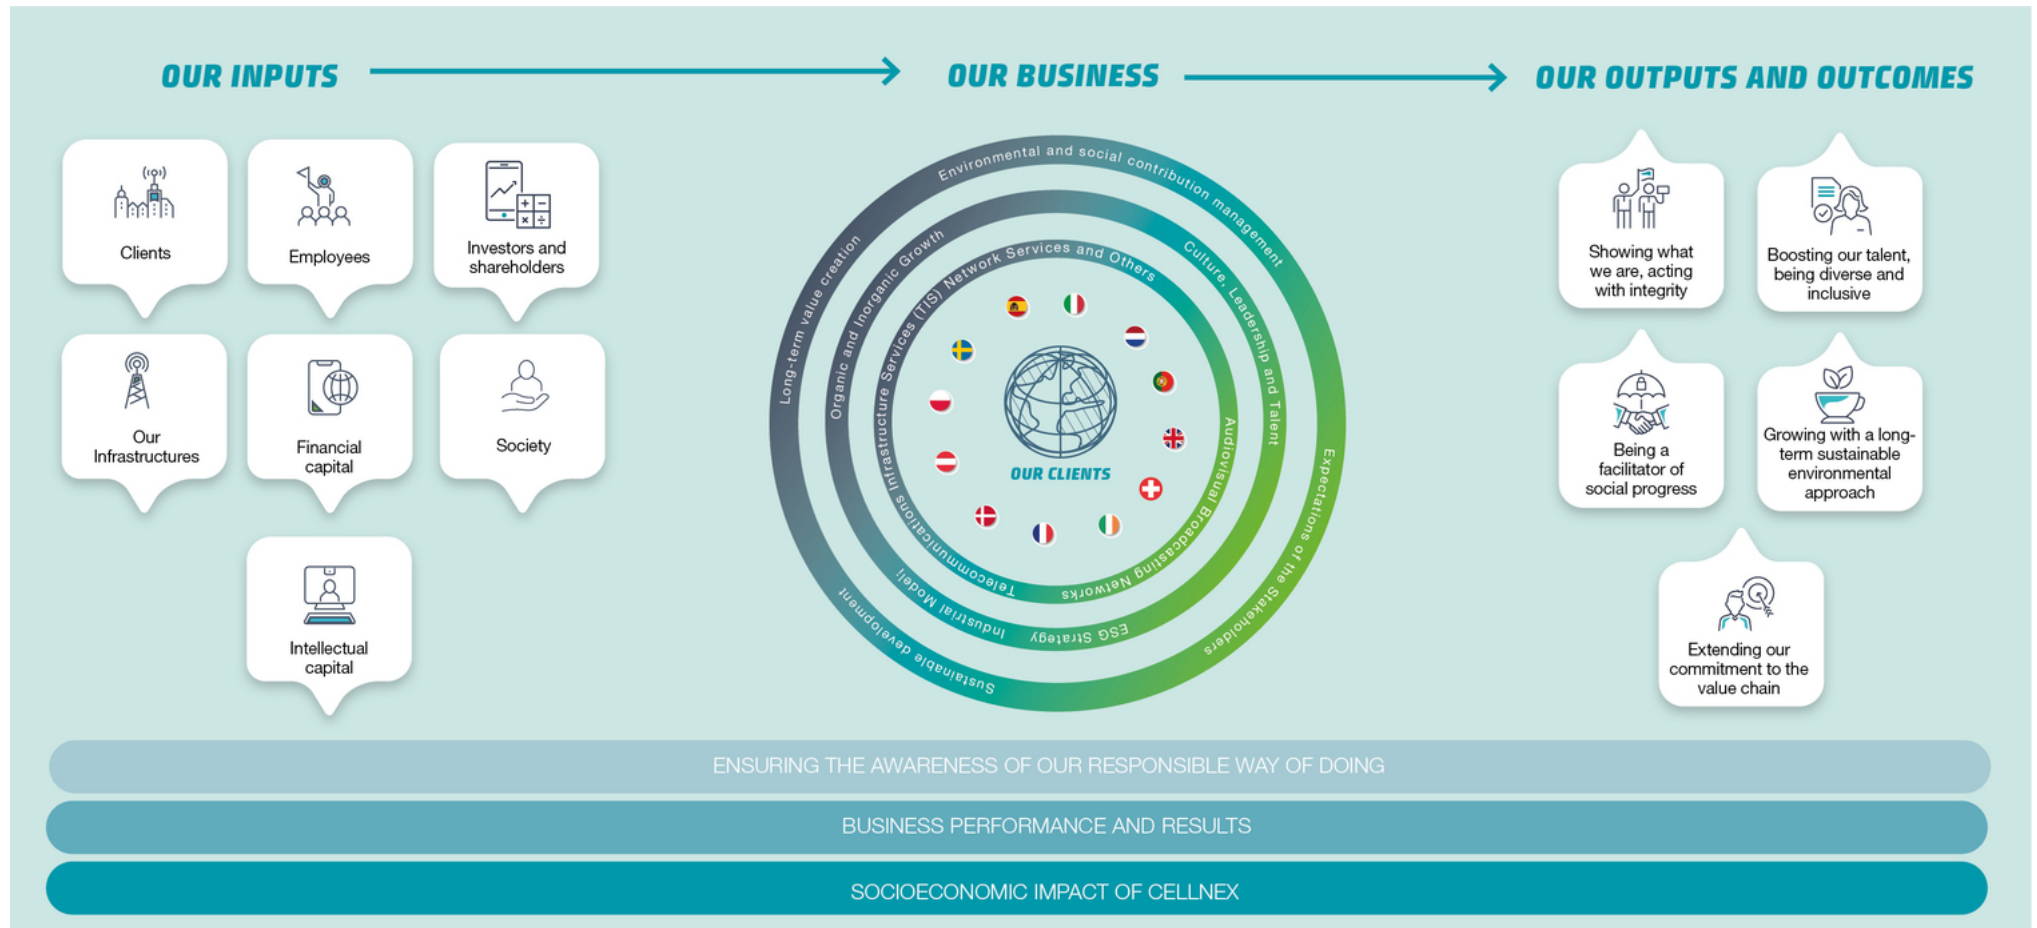 OUR INPUTS
OUR BUSINESS
OUR OUTPUTS AND OUTCOMES
Clients
Employees
Investors and
shareholders
Our
Infrastructures
Financial
capital
Society
Intellectual
capital
Environmental and social contribution management
Expectations of the Stakeholders
Sustainable development
Long-term value creation
Organic and Inorganic Growth
Culture, Leadership and Talent
ESG Strategy
Industrial Modeli
Telecommunications Infrastructure Services (TIS) Network Services and Others
Audiovisual Broadcasting Networks
OUR CLIENTS
Showing what
we are, acting
with integrity
Boosting our talent,
being diverse and
inclusive
Being a
facilitator of
social progress
Growing with a long-
term sustainable
environmental
approach
Extending our
commitment to the
value chain
ENSURING THE AWARENESS OF OUR RESPONSIBLE WAY OF DOING
BUSINESS PERFORMANCE AND RESULTS
SOCIOECONOMIC IMPACT OF CELLNEX